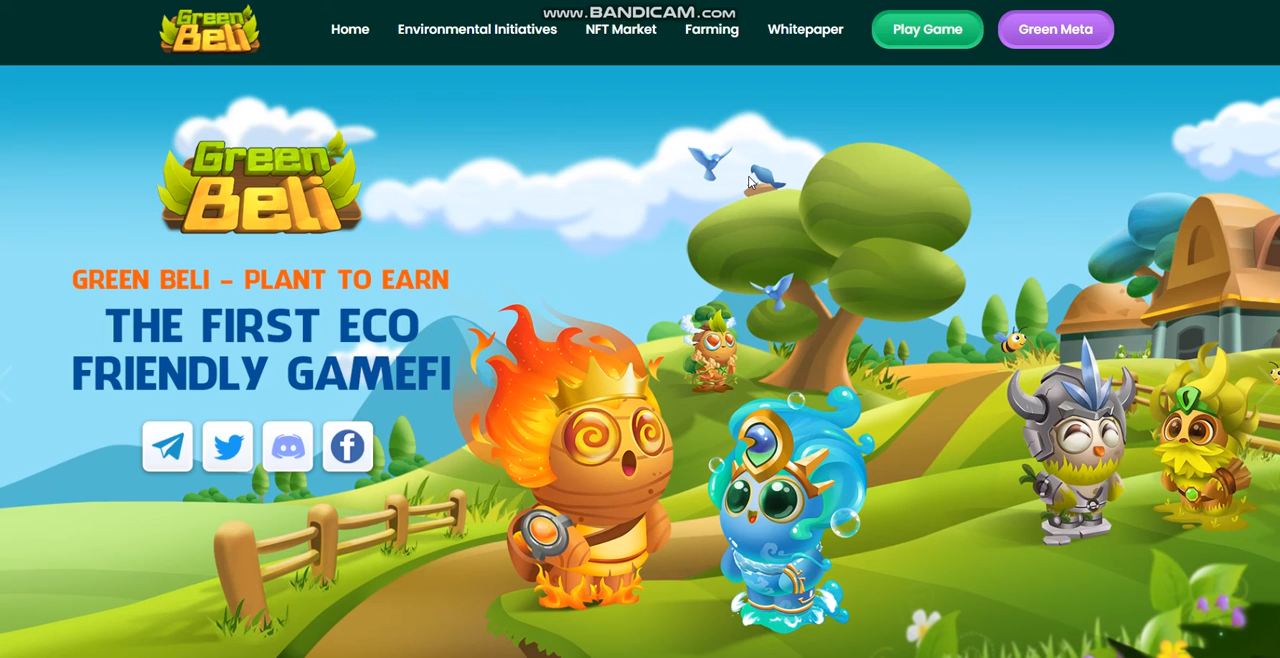 www.BANDICAM.com
Green
Beli
Home
Environmental Initiatives
NFT Market
Farming
Whitepaper
Play Game
Green Meta
Green
Beli
GREEN BELI – PLANT TO EARN
THE FIRST ECO
FRIENDLY GAMEFI